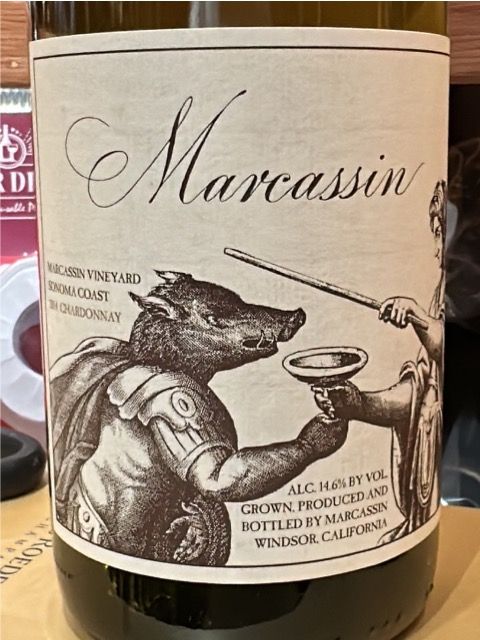 Marcassin
MARCASSIN VINEYARD
SONOMA COAST
CHARDONNAY
ALC. 14.6% BY VOL
GROWN, PRODUCED AND
BOTTLED BY MARCASSIN
WINDSOR, CALIFORNIA